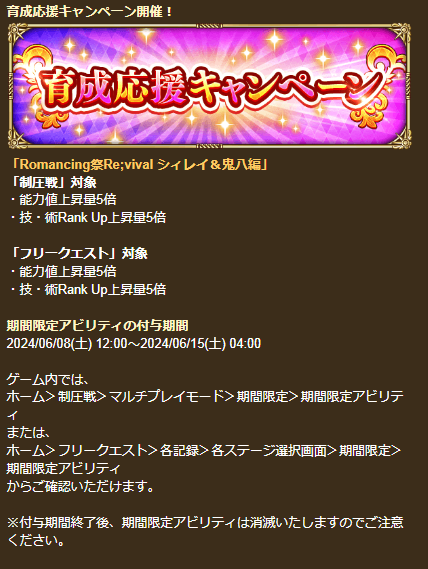 育成応援キャンペーン開催！
育成応援キャンペーン
「Romancing祭Re;vival シィレイ＆鬼八編」
「制圧戦」対象
・能力値上昇量5倍
・技・術Rank Up上昇量5倍
「フリークエスト」対象
・能力値上昇量5倍
・技・術Rank Up上昇量5倍
期間限定アビリティの付与期間
2024/06/08(土) 12:00～2024/06/15(土) 04:00
ゲーム内では、
ホーム＞制圧戦＞マルチプレイモード＞期間限定＞期間限定アビリテ
ィ
または、
ホーム＞フリークエスト＞各記録＞各ステージ選択画面＞期間限定＞
期間限定アビリティ
からご確認いただけます。
※付与期間終了後、期間限定アビリティは消滅いたしますのでご注意
ください。